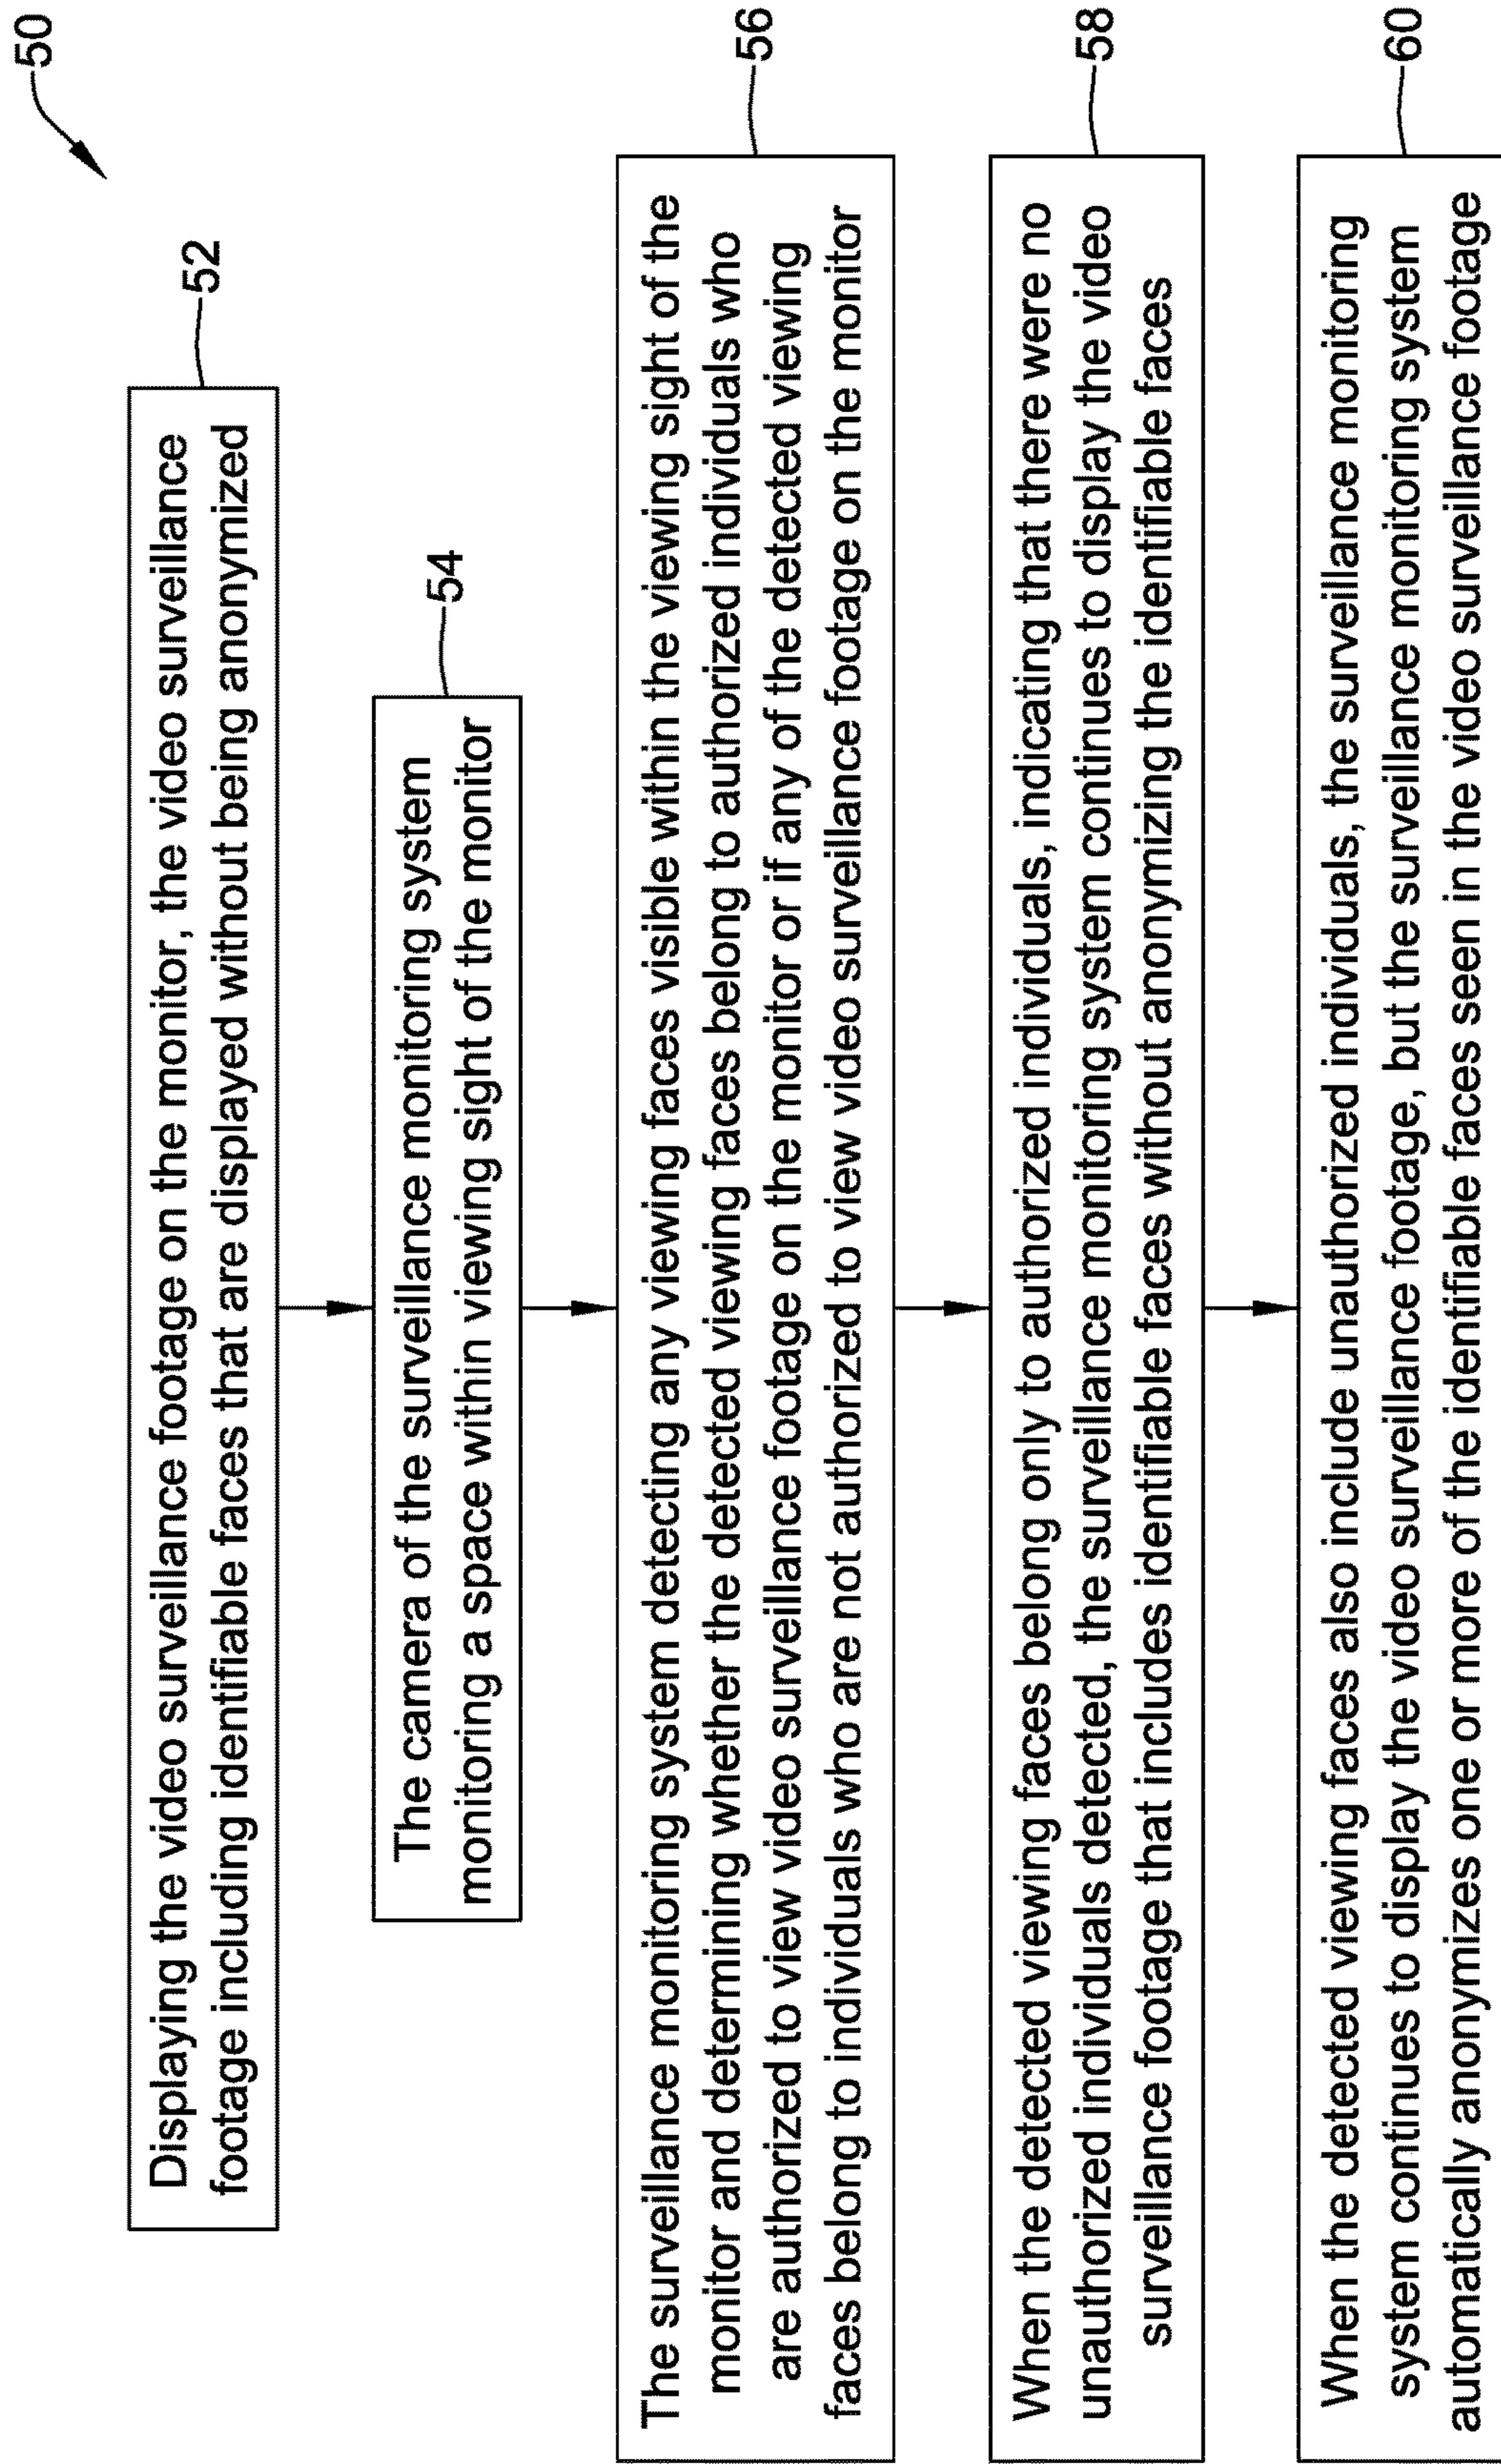 50
Displaying the video surveillance footage on the monitor, the video surveillance
footage including identifiable faces that are displayed without being anonymized
52
The camera of the surveillance monitoring system
monitoring a space within viewing sight of the monitor
54
The surveillance monitoring system detecting any viewing faces visible within the viewing sight of the
monitor and determining whether the detected viewing faces belong to authorized individuals who
are authorized to view video surveillance footage on the monitor or if any of the detected viewing
faces belong to individuals who are not authorized to view video surveillance footage on the monitor
56
When the detected viewing faces belong only to authorized individuals, indicating that there were no
unauthorized individuals detected, the surveillance monitoring system continues to display the video
surveillance footage that includes identifiable faces without anonymizing the identifiable faces
58
When the detected viewing faces also include unauthorized individuals, the surveillance monitoring
system continues to display the video surveillance footage, but the surveillance monitoring system
automatically anonymizes one or more of the identifiable faces seen in the video surveillance footage
60